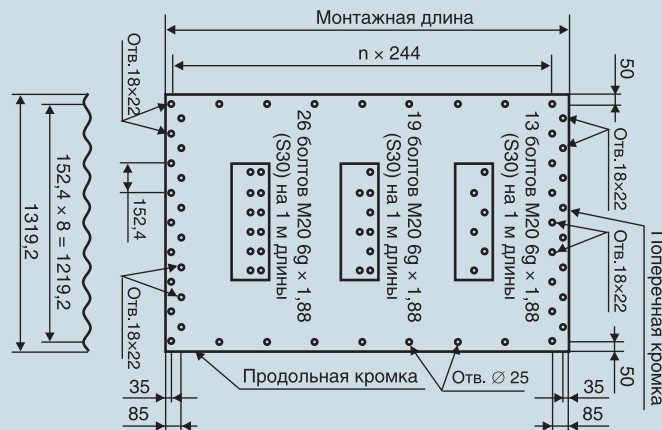 Монтажная длина
n × 244
50
Отв.18×22
Отв.18×22
1319,2
152,4 × 8 = 1219,2
152,4
26 болтов М20 6g × 1,88
(S30) на 1 м длины
19 болтов М20 6g × 1,88
(S30) на 1 м длины
13 болтов М20 6g × 1,88
(S30) на 1 м длины
Отв.18×22
Отв.18×22
Поперечная кромка
Продольная кромка
Отв. ∅ 25
50
35
85
35
85